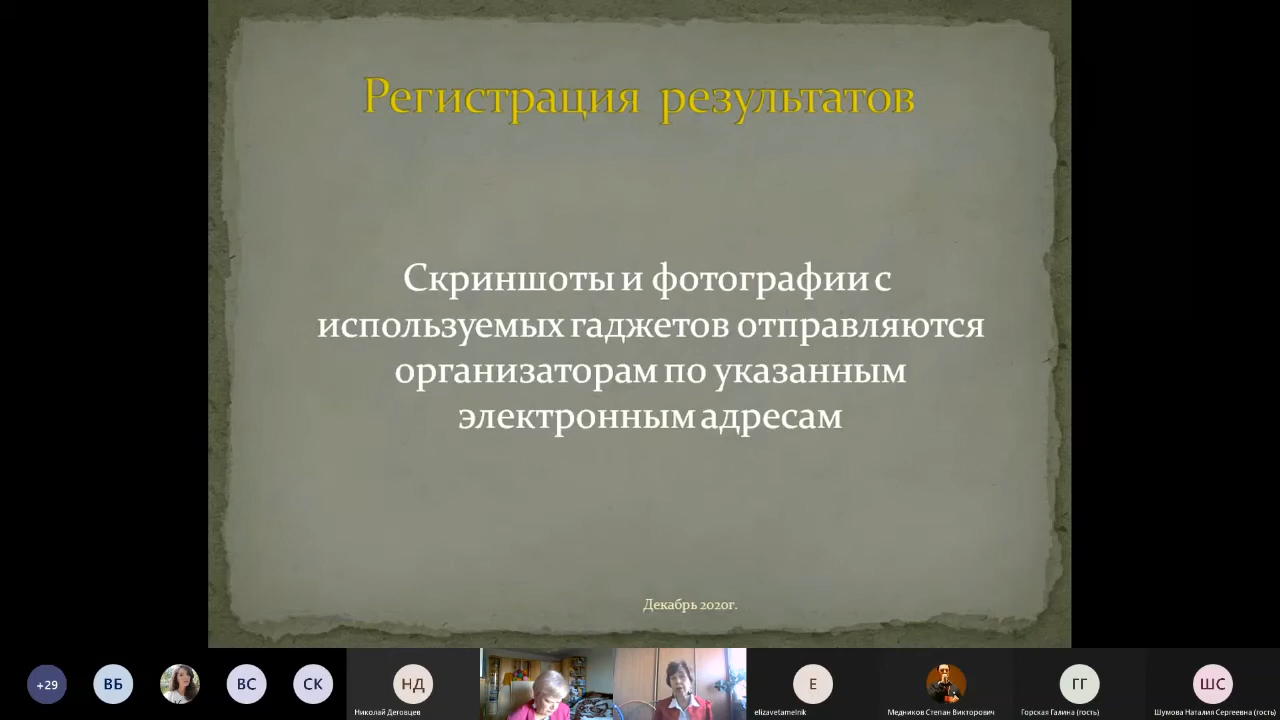 Регистрация результатов
Скриншоты и фотографии с
используемых гаджетов отправляются
организаторам по указанным
электронным адресам
Декабрь 2020г.
+29
ВБ
ВС
СК
НД
Николай Деговцев
E
elizavetamelnik
Медников Степан Викторович
ГГ
Горская Галина (гость)
ШС
Шумова Наталия Сергеевна (гость)